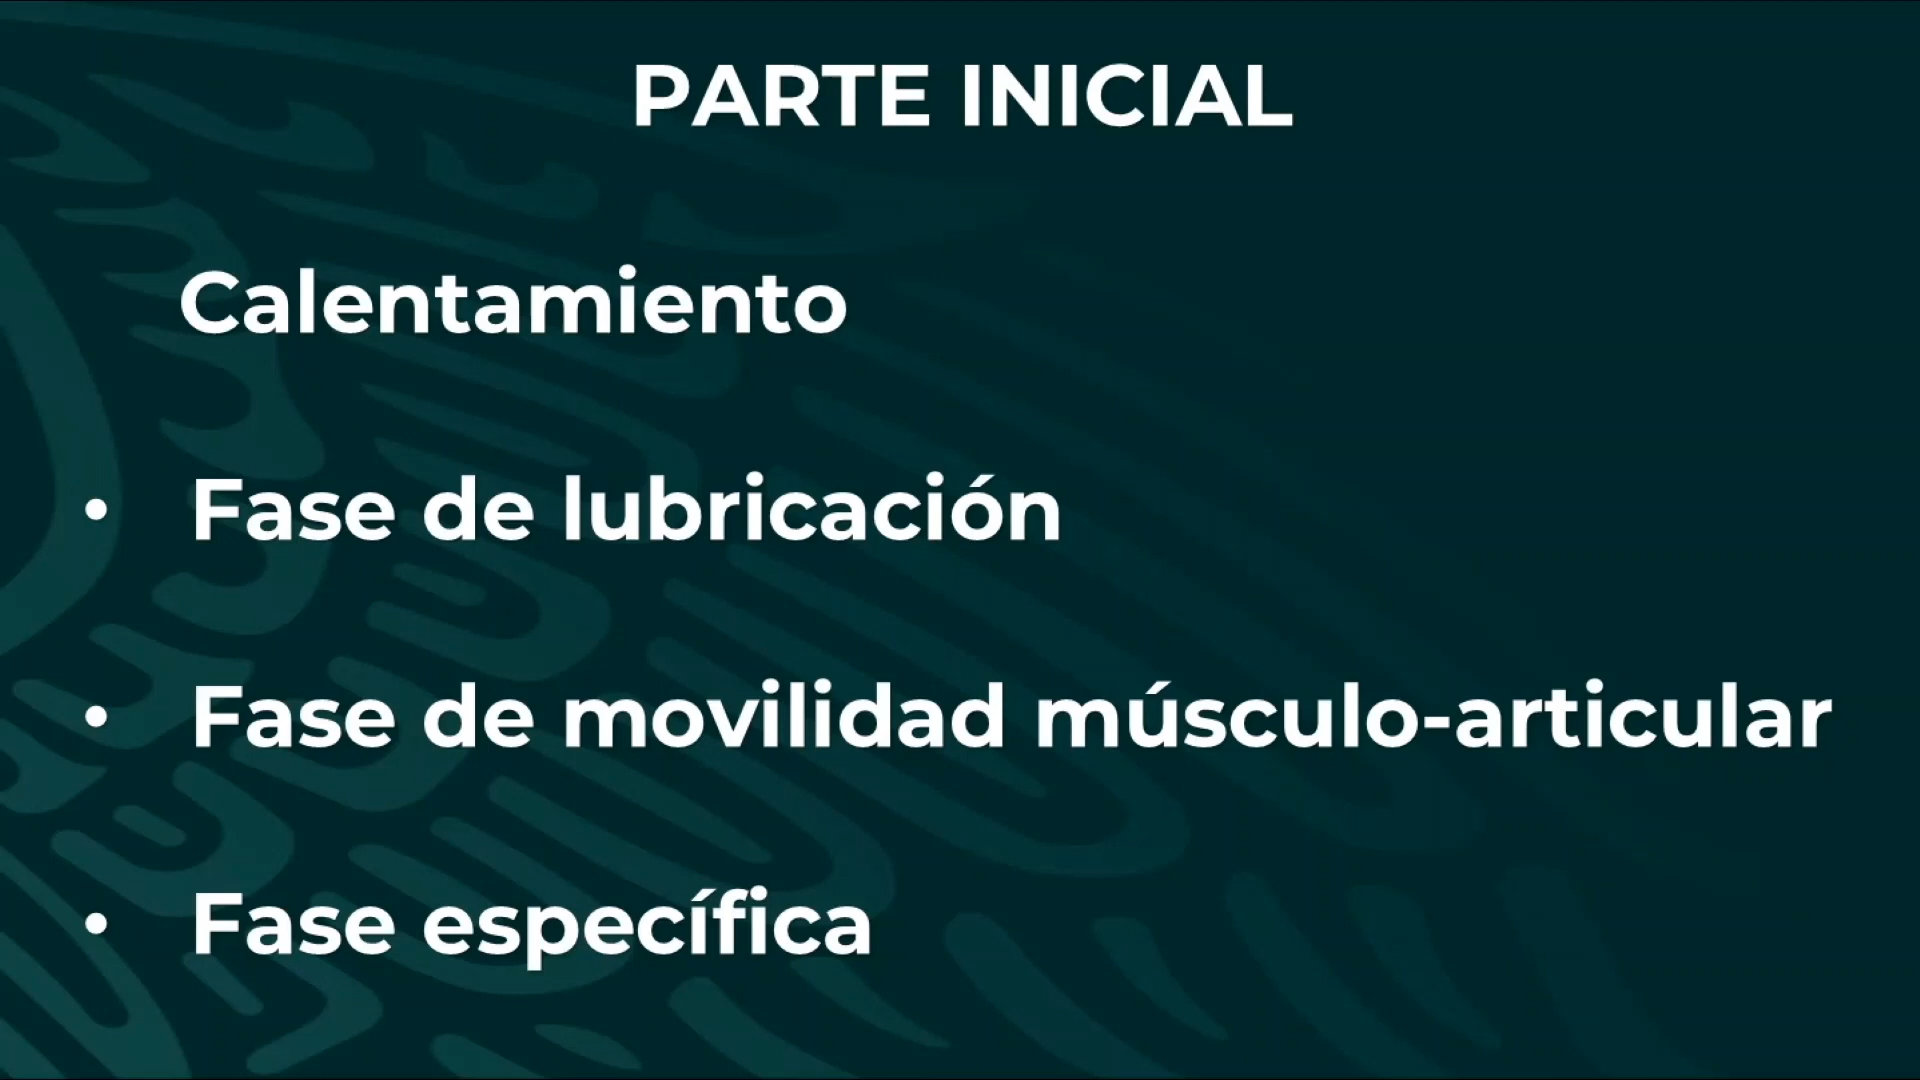 PARTE INICIAL
Calentamiento
• Fase de lubricación
• Fase de movilidad músculo-articular
• Fase específica